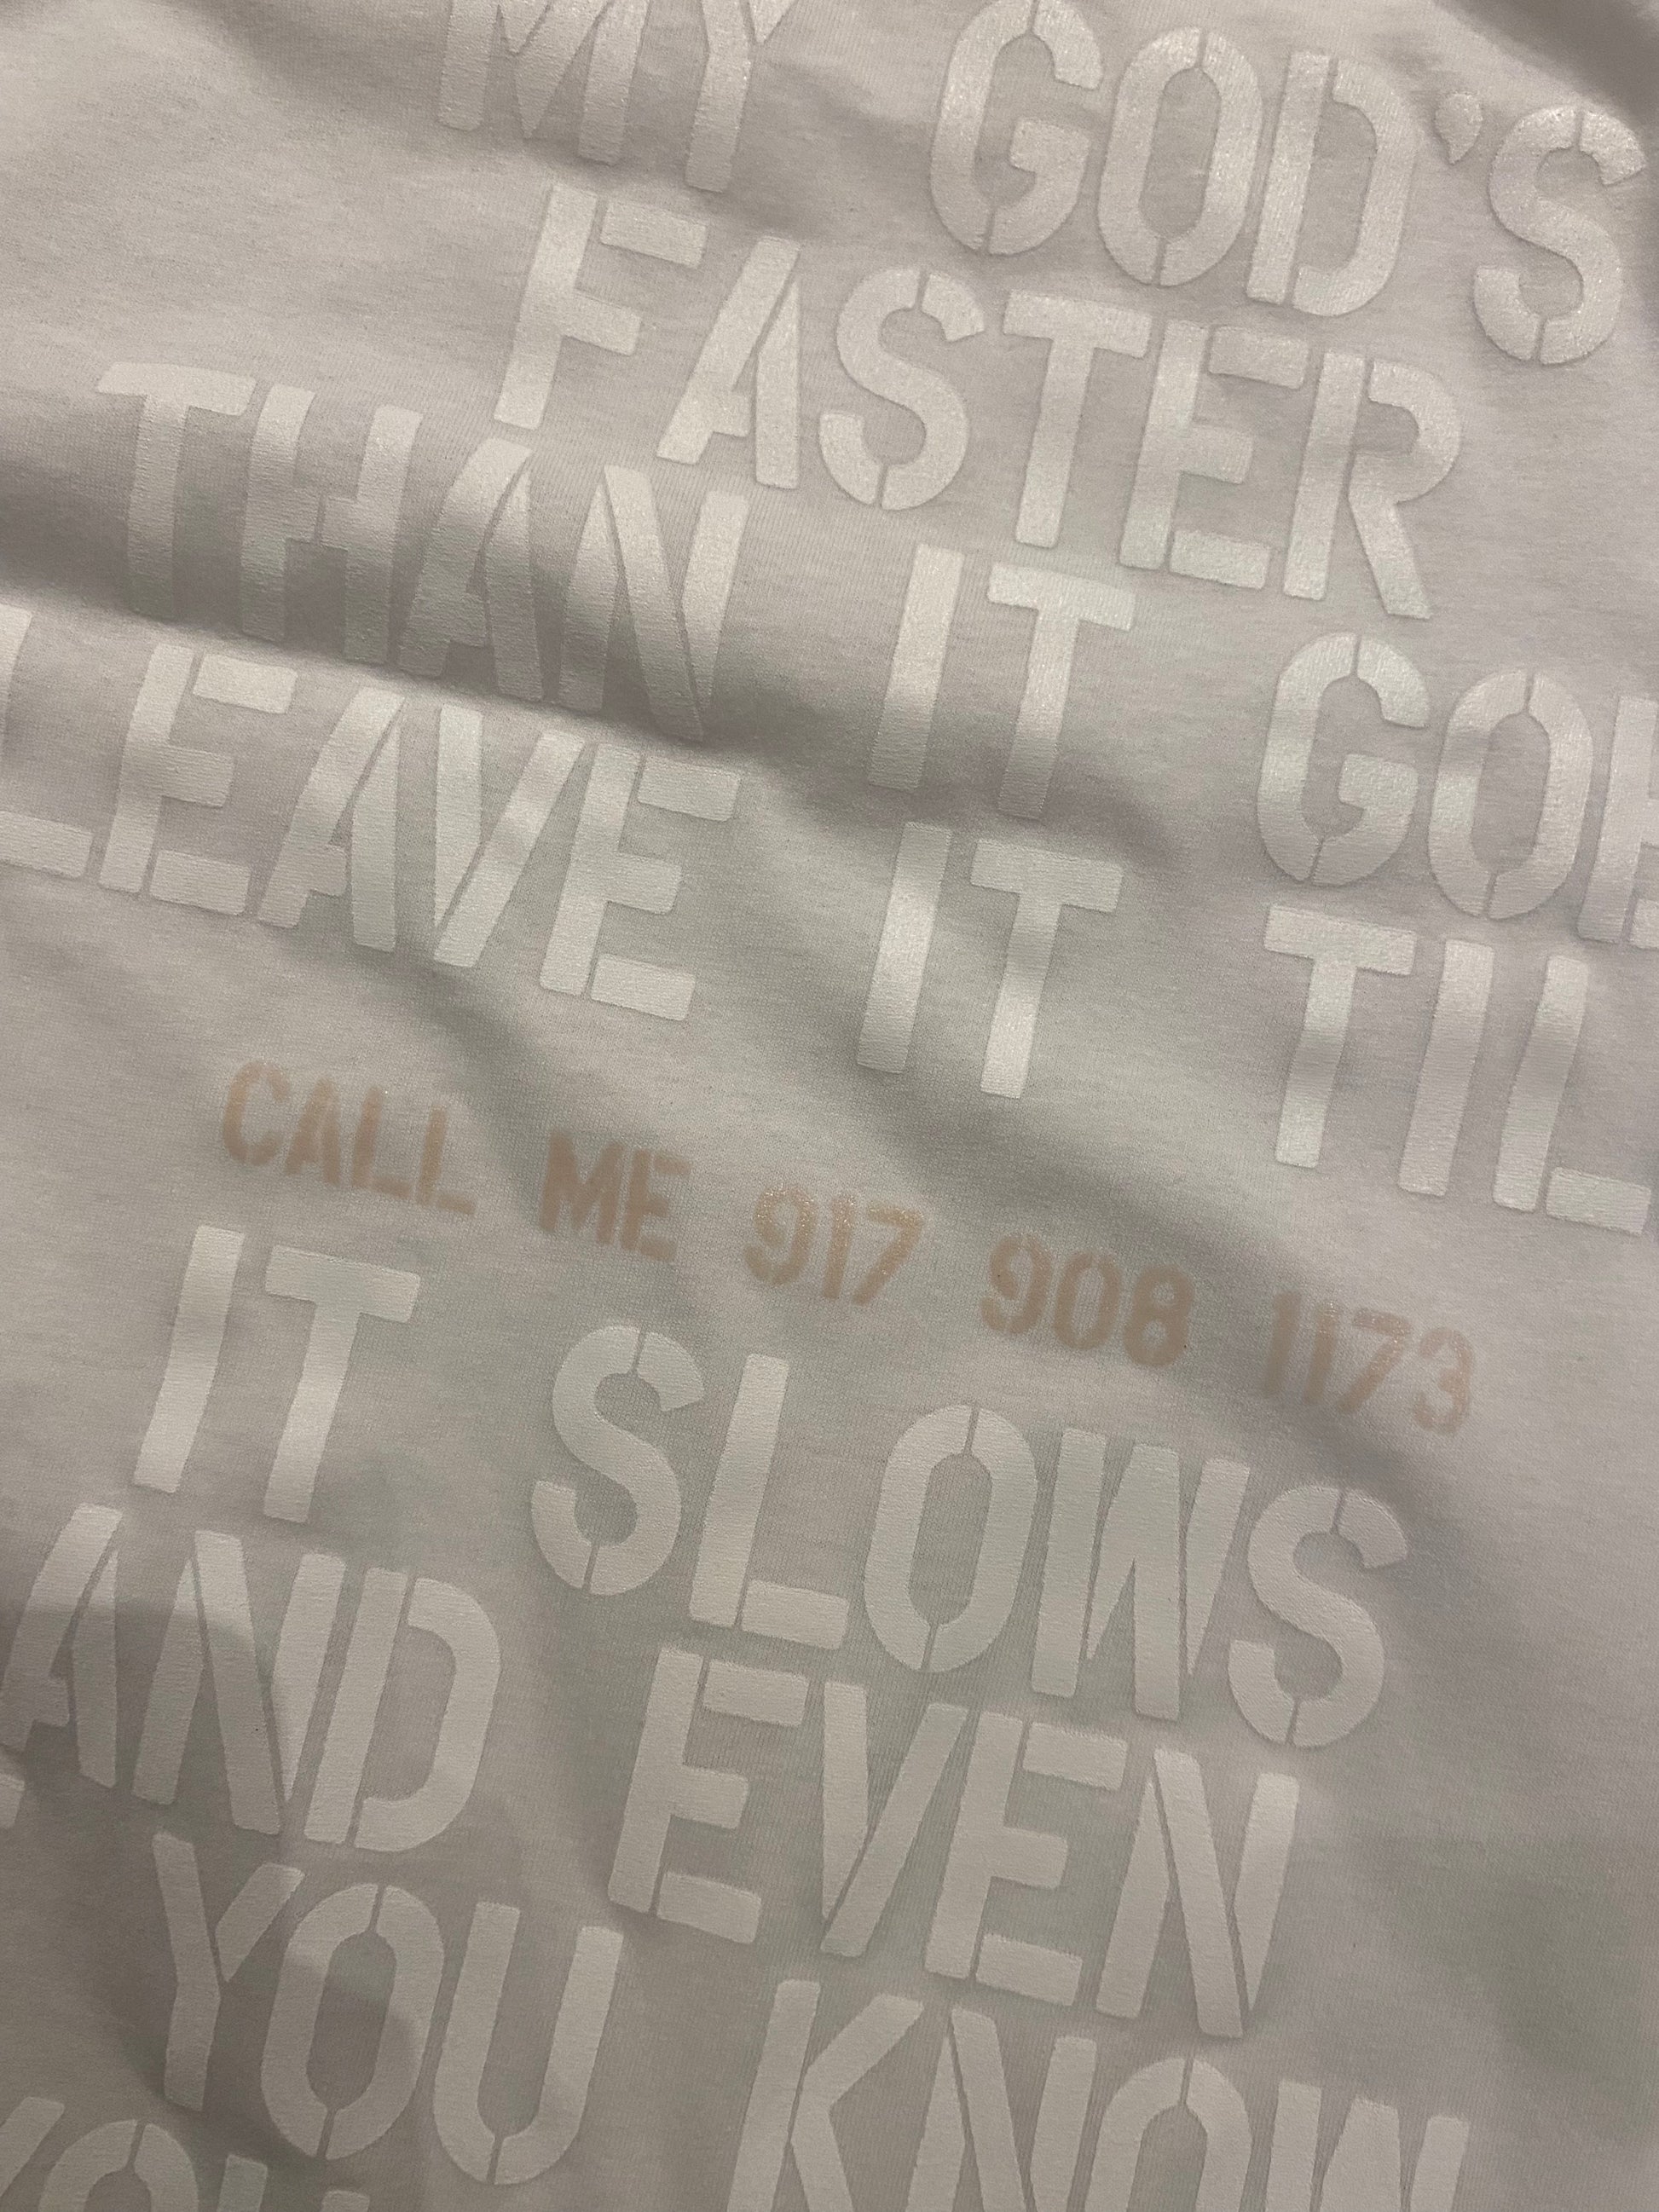 MY GOD'S
FASTER
THAN IT
LEAVE IT TIL
CALL ME 917 908 1173
IT SLOWS
AND EVEN
YOU KNOW